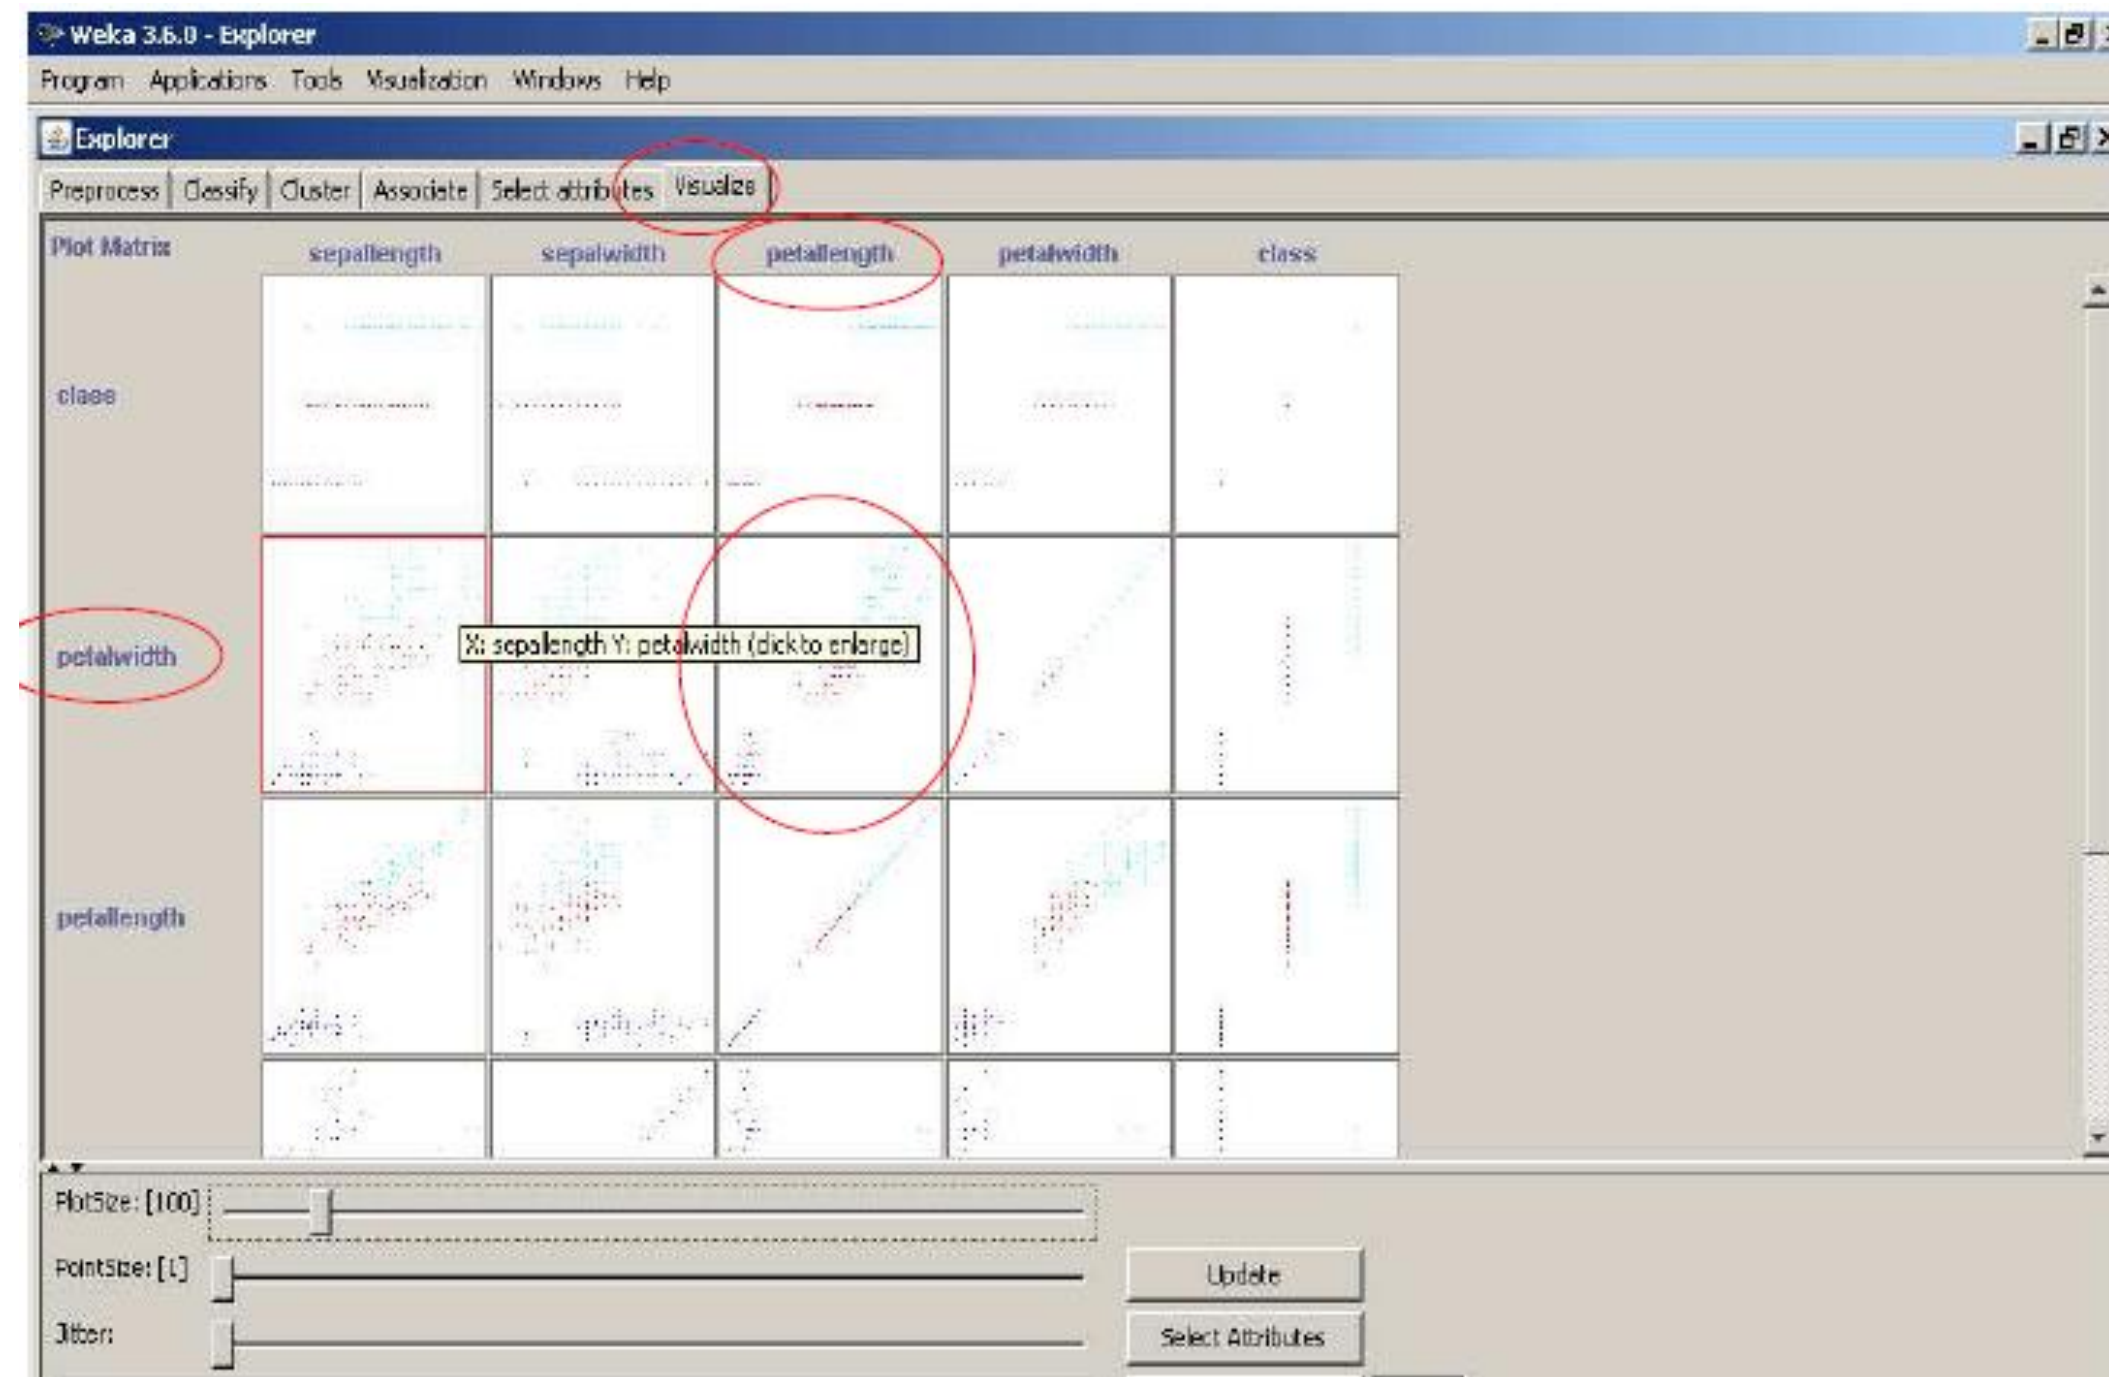 Weka 3.6.0 - Explorer
Program Applications Tools Visualization Windows Help
Explorer
Preprocess Classify Cluster Associate Select attributes Visualize
Plot Matrix sepallength sepalwidth petallength petalwidth class
class
petalwidth
X: sepallength Y: petalwidth (click to enlarge)
petallength
PlotSize: [100]
PointSize: [1]
Update
Jitter:
Select Attributes